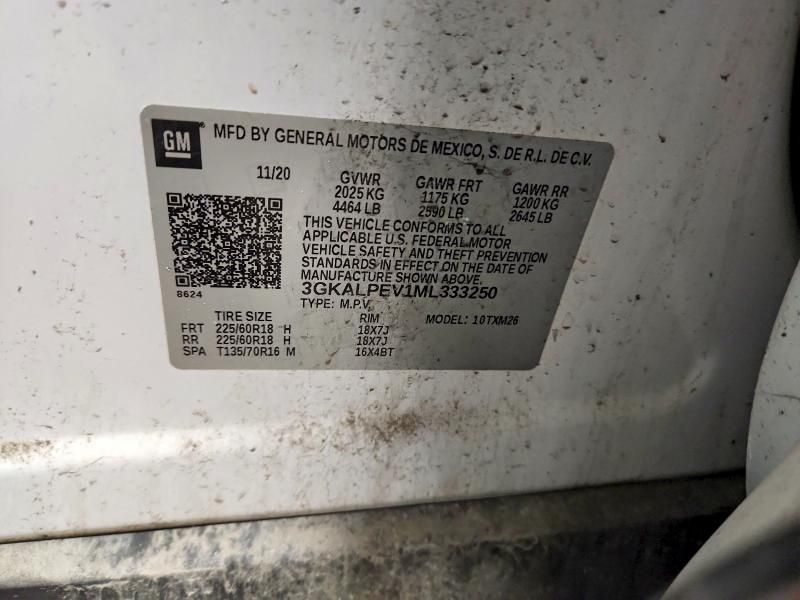 GM
MFD BY GENERAL MOTORS DE MEXICO, S. DE R.L. DE C.V.
11/20
GVWR GAWR FRT GAWR RR
2025 KG 1175 KG 1200 KG
4464 LB 2590 LB 2645 LB
THIS VEHICLE CONFORMS TO ALL
APPLICABLE U.S. FEDERAL MOTOR
VEHICLE SAFETY AND THEFT PREVENTION
STANDARDS IN EFFECT ON THE DATE OF
MANUFACTURE SHOWN ABOVE.
8624
3GKALPEV1ML333250
TYPE: M.P.V. MODEL: 10TXM26
TIRE SIZE RIM
FRT 225/60R18 H 18X7J
RR 225/60R18 H 18X7J
SPA T135/70R16 M 16X4BT